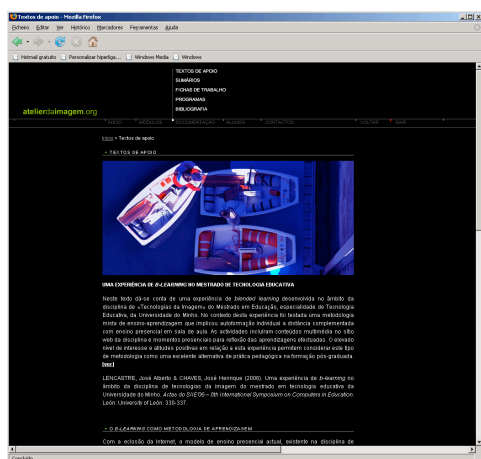 Textos de apoio - Mozilla Firefox
Ficheiro Editar Ver Histórico Marcadores Ferramentas Ajuda
Hotmail gratuito Personalizar hiperliga... Windows Media Windows
TEXTOS DE APOIO
SUMÁRIOS
FICHAS DE TRABALHO
PROGRAMAS
BIBLIOGRAFIA
atelierdaimagem.org
INÍCIO MÓDULOS DOCUMENTAÇÃO ALUNOS CONTACTOS VOLTAR SAIR
Início > Textos de apoio
TEXTOS DE APOIO
UMA EXPERIÊNCIA DE B-LEARNING NO MESTRADO DE TECNOLOGIA EDUCATIVA
Neste texto dá-se conta de uma experiência de blended learning desenvolvida no âmbito da
disciplina de «Tecnologias da Imagem» do Mestrado em Educação, especialidade de Tecnologia
Educativa, da Universidade do Minho. No contexto desta experiência foi testada uma metodologia
mista de ensino-aprendizagem que implicou autoformação individual a distância complementada
com ensino presencial em sala de aula. As actividades incluíram conteúdos multimédia no sítio
web da disciplina e momentos presenciais para reflexão das aprendizagens efectuadas. O elevado
nível de interesse e atitudes positivas em relação a esta experiência permitem considerar este tipo
de metodologia como uma excelente alternativa de prática pedagógica na formação pós-graduada.
[ver]
LENCASTRE, José Alberto & CHAVES, José Henrique (2006). Uma experiência de b-learning no
âmbito da disciplina de tecnologias da imagem do mestrado em tecnologia educativa da
Universidade do Minho. Actas do SIIE'06 – 8th International Symposium on Computers in Education.
León: University of León. 330-337.
O B-LEARNING COMO METODOLOGIA DE APRENDIZAGEM
Com a eclosão da Internet, o modelo de ensino presencial actual, existente na disciplina de
Concluído